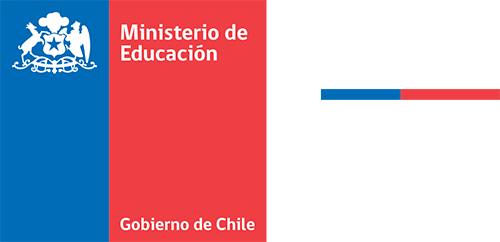 Ministerio de
Educación
Gobierno de Chile